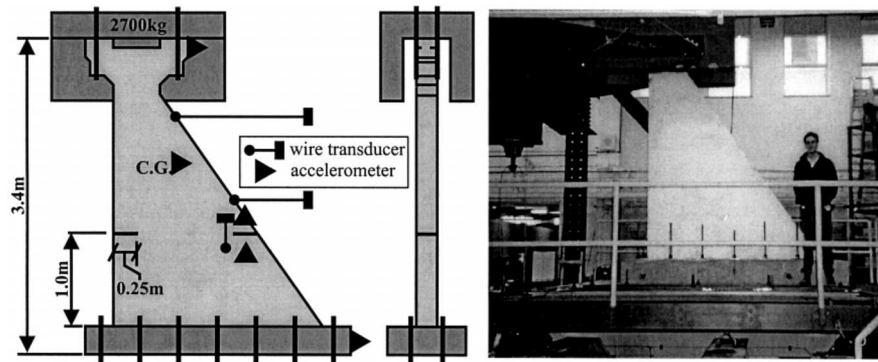 2700kg
wire transducer
accelerometer
C.G.
3.4m
1.0m
0.25m